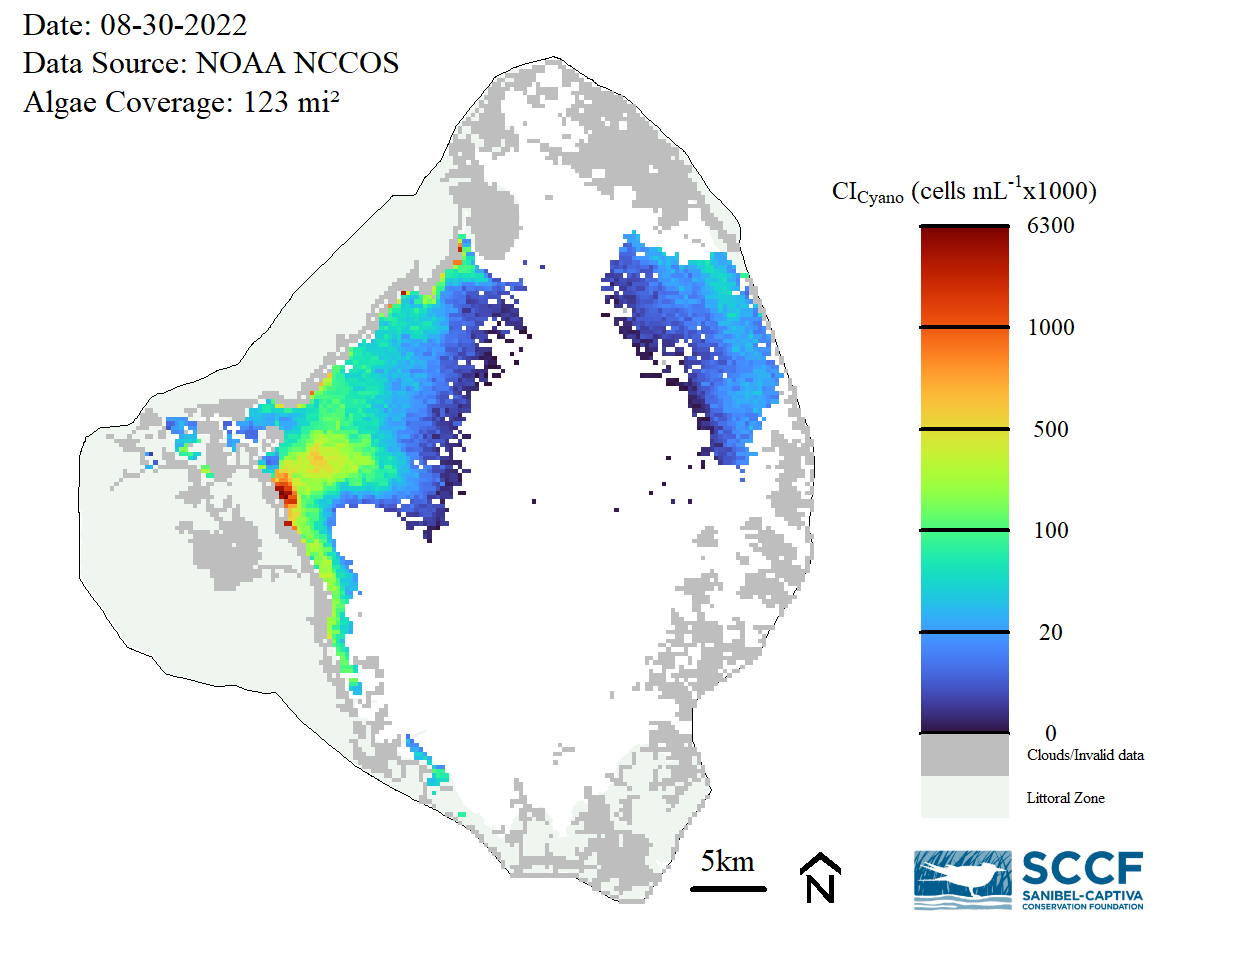 Date: 08-30-2022
Data Source: NOAA NCCOS
Algae Coverage: 123 mi²
CI_Cyano (cells mL⁻¹x1000)
6300
1000
500
100
20
0
Clouds/Invalid data
Littoral Zone
5km
N
SCCF
SANIBEL-CAPTIVA
CONSERVATION FOUNDATION